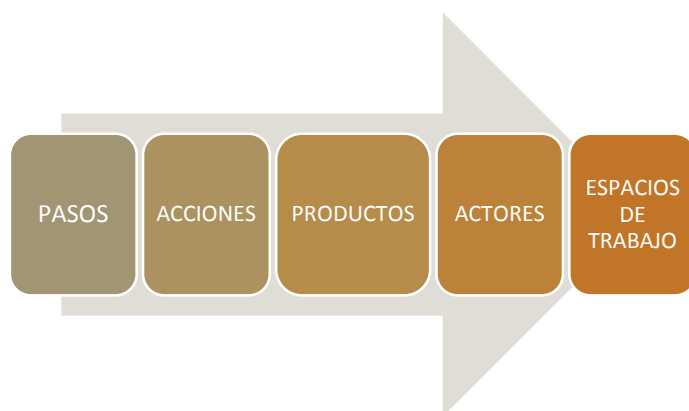 PASOS
ACCIONES
PRODUCTOS
ACTORES
ESPACIOS
DE
TRABAJO